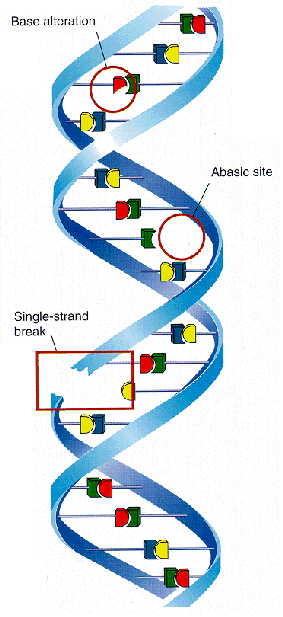 Base alteration
Abasic site
Single-strand
break